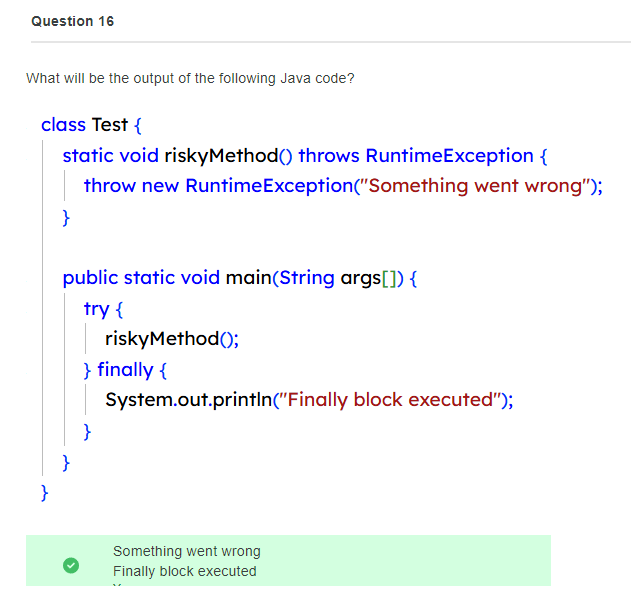 Question 16
What will be the output of the following Java code?
class Test {
static void riskyMethod() throws RuntimeException {
throw new RuntimeException("Something went wrong");
}
public static void main(String args[]) {
try {
riskyMethod();
} finally {
System.out.println("Finally block executed");
}
}
}
Something went wrong
Finally block executed